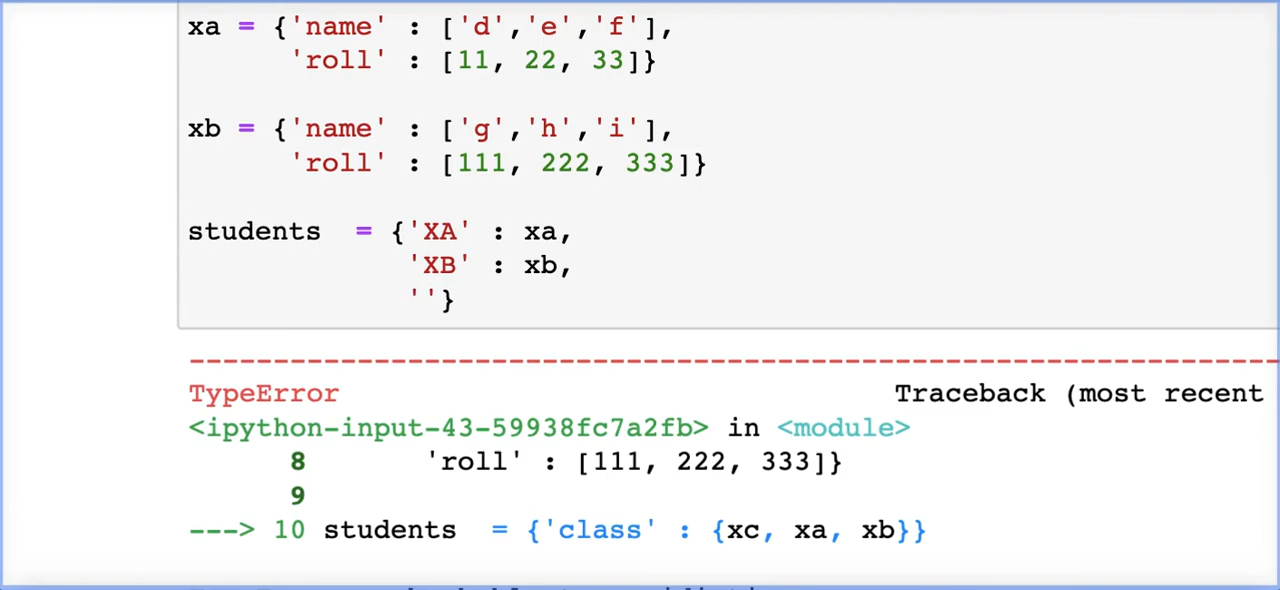 xa = {'name' : ['d','e','f'],
'roll' : [11, 22, 33]}
xb = {'name' : ['g','h','i'],
'roll' : [111, 222, 333]}
students = {'XA' : xa,
'XB' : xb,
''}
--------------------------------------------------------------------
TypeError Traceback (most recent
<ipython-input-43-59938fc7a2fb> in <module>
8 'roll' : [111, 222, 333]}
9
---> 10 students = {'class' : {xc, xa, xb}}